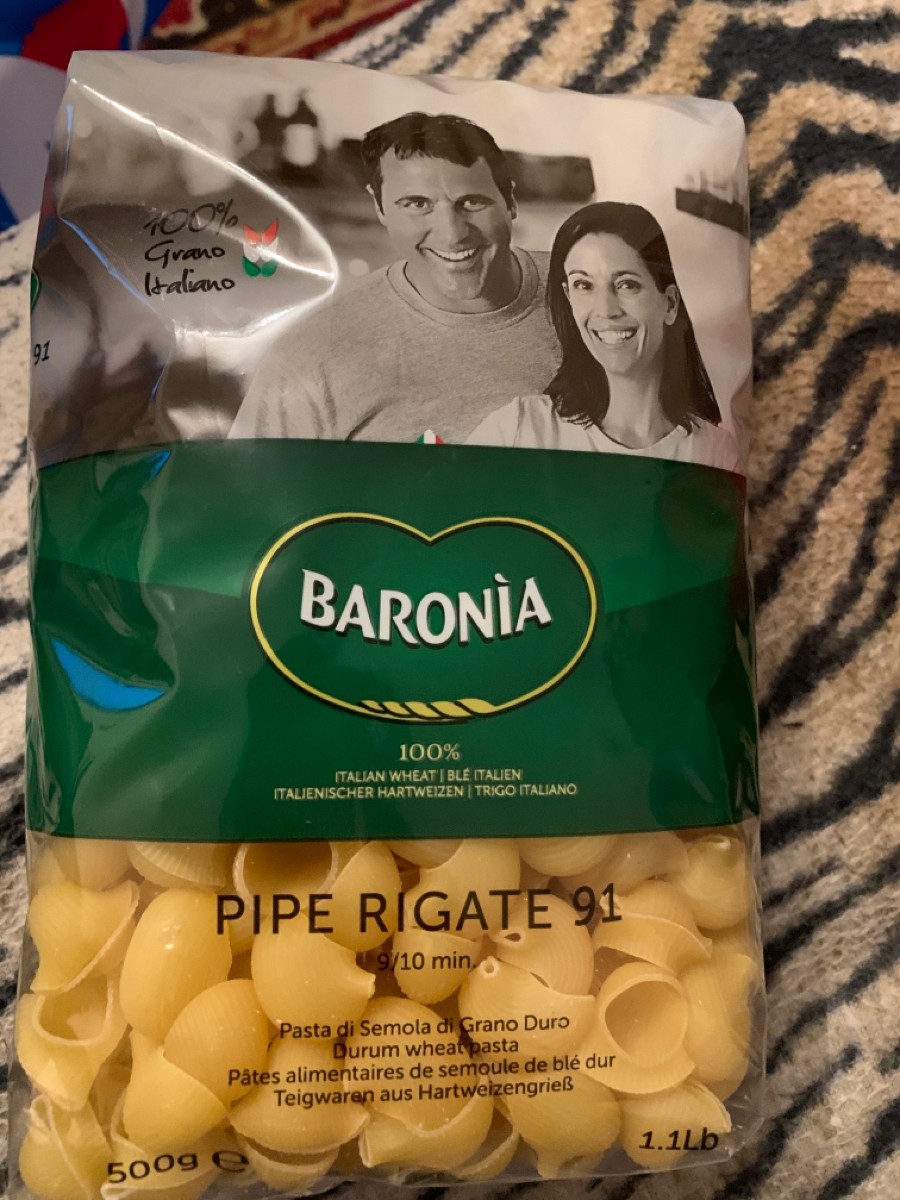 100%
Grano
Italiano
91
BARONÌA
100%
ITALIAN WHEAT | BLÉ ITALIEN
ITALIENISCHER HARTWEIZEN | TRIGO ITALIANO
PIPE RIGATE 91
9/10 min.
Pasta di Semola di Grano Duro
Durum wheat pasta
Pâtes alimentaires de semoule de blé dur
Teigwaren aus Hartweizengrieß
500g e
1.1Lb